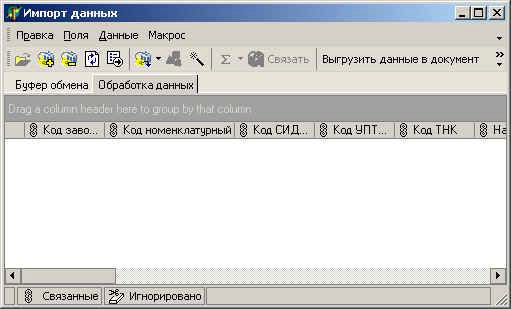 Импорт данных
Правка Поля Данные Макрос
Σ Связать Выгрузить данные в документ
Буфер обмена Обработка данных
Drag a column header here to group by that column
Код заво... Код номенклатурный Код СИД... Код УПТ... Код ТНК На
Связанные Игнорировано